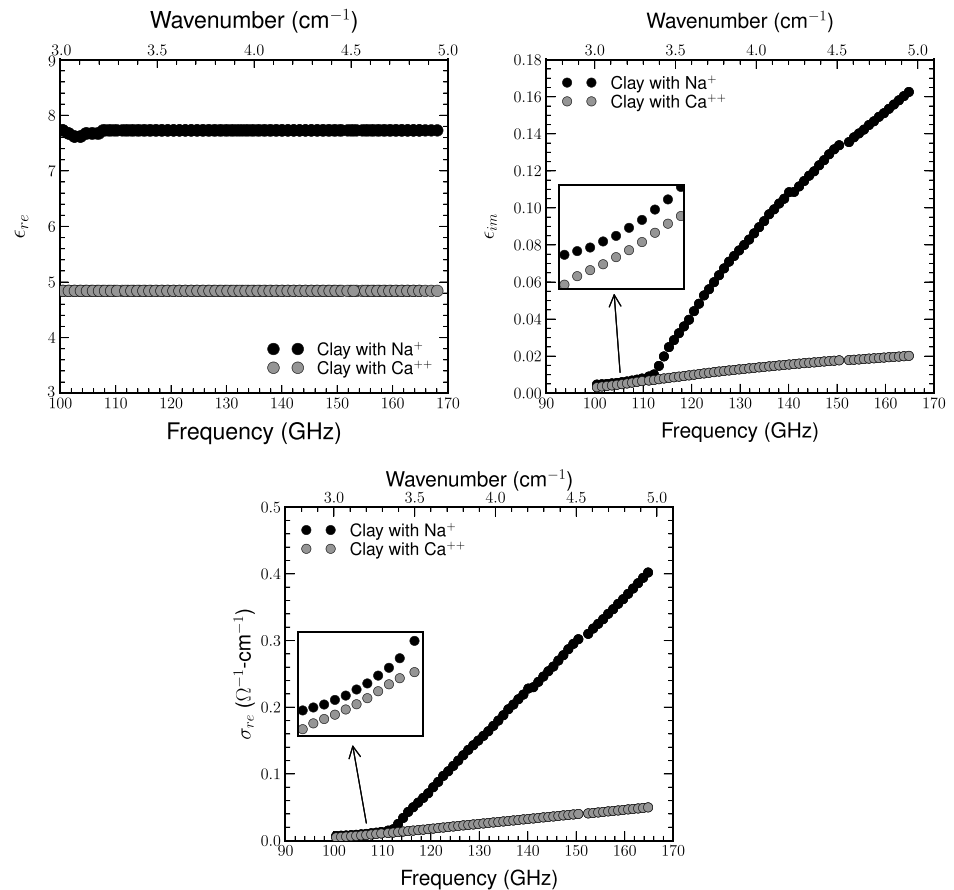 Wavenumber (cm⁻¹)
3.0 3.5 4.0 4.5 5.0
9
8
7
6
5
4
3
ϵ_re
Clay with Na⁺
Clay with Ca⁺⁺
100 110 120 130 140 150 160 170
Frequency (GHz)
Wavenumber (cm⁻¹)
3.0 3.5 4.0 4.5 5.0
0.18
0.16
0.14
0.12
0.10
0.08
0.06
0.04
0.02
0.00
ϵ_im
Clay with Na⁺
Clay with Ca⁺⁺
90 100 110 120 130 140 150 160 170
Frequency (GHz)
Wavenumber (cm⁻¹)
3.0 3.5 4.0 4.5 5.0
0.5
0.4
0.3
0.2
0.1
0.0
σ_re (Ω⁻¹-cm⁻¹)
Clay with Na⁺
Clay with Ca⁺⁺
90 100 110 120 130 140 150 160 170
Frequency (GHz)